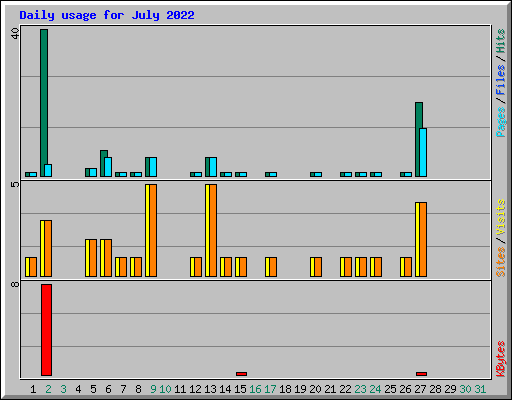 Daily usage for July 2022
40
Pages/Files/Hits
5
Sites/Visits
8
KBytes
1 2 3 4 5 6 7 8 9 10 11 12 13 14 15 16 17 18 19 20 21 22 23 24 25 26 27 28 29 30 31